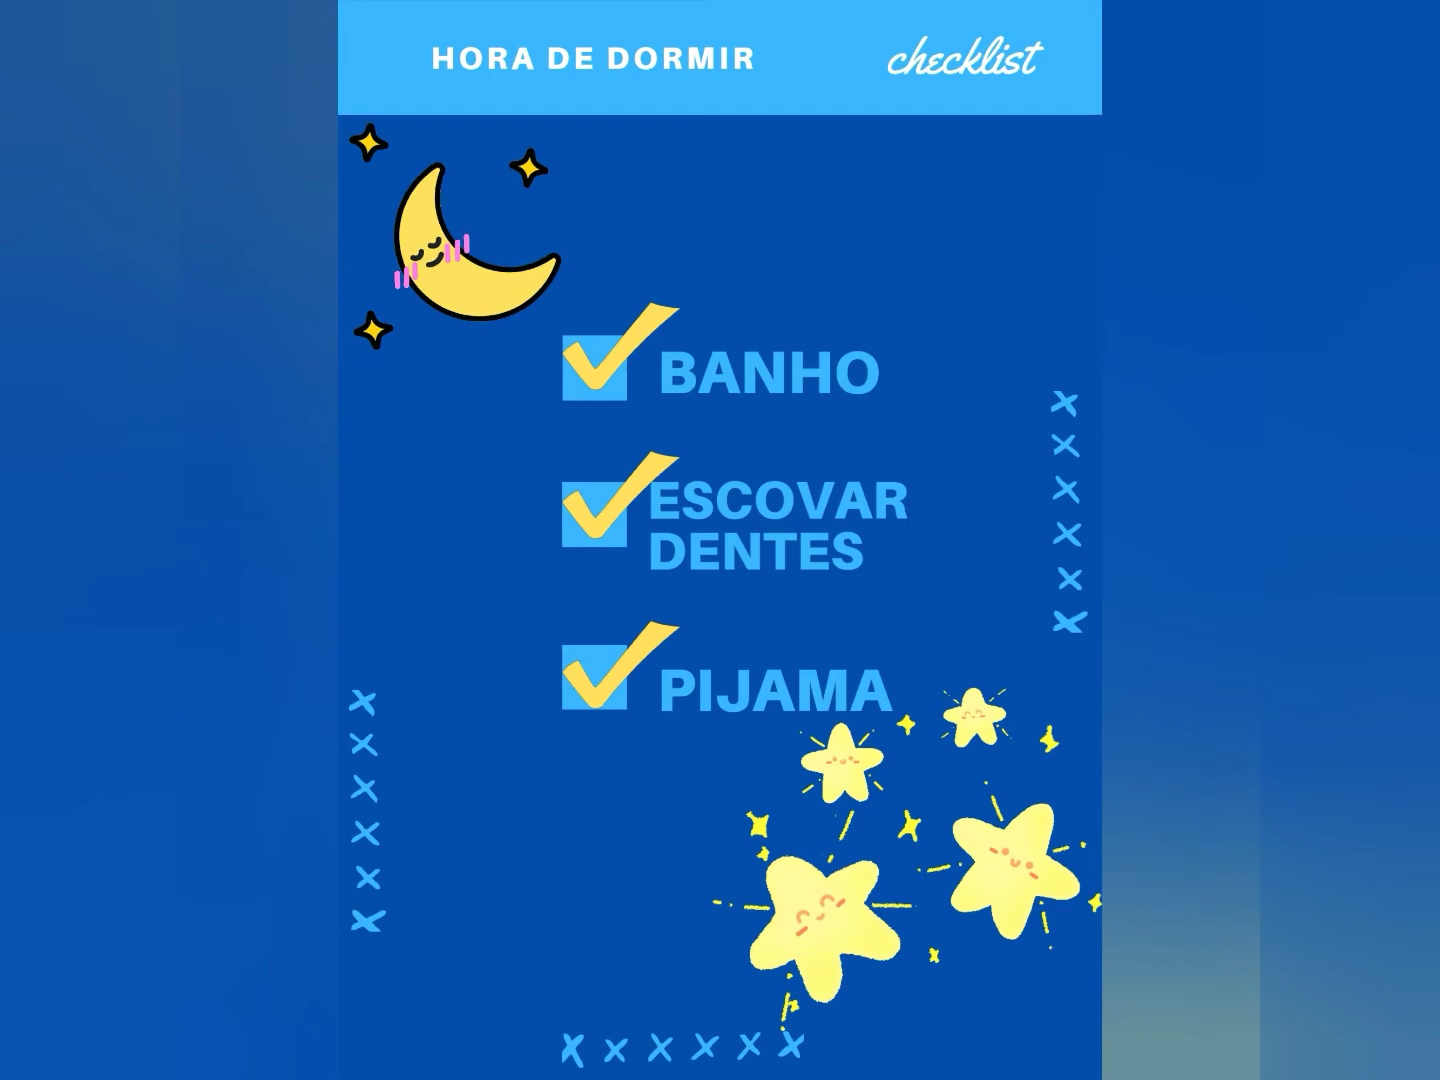 HORA DE DORMIR
checklist
BANHO
ESCOVAR
DENTES
PIJAMA